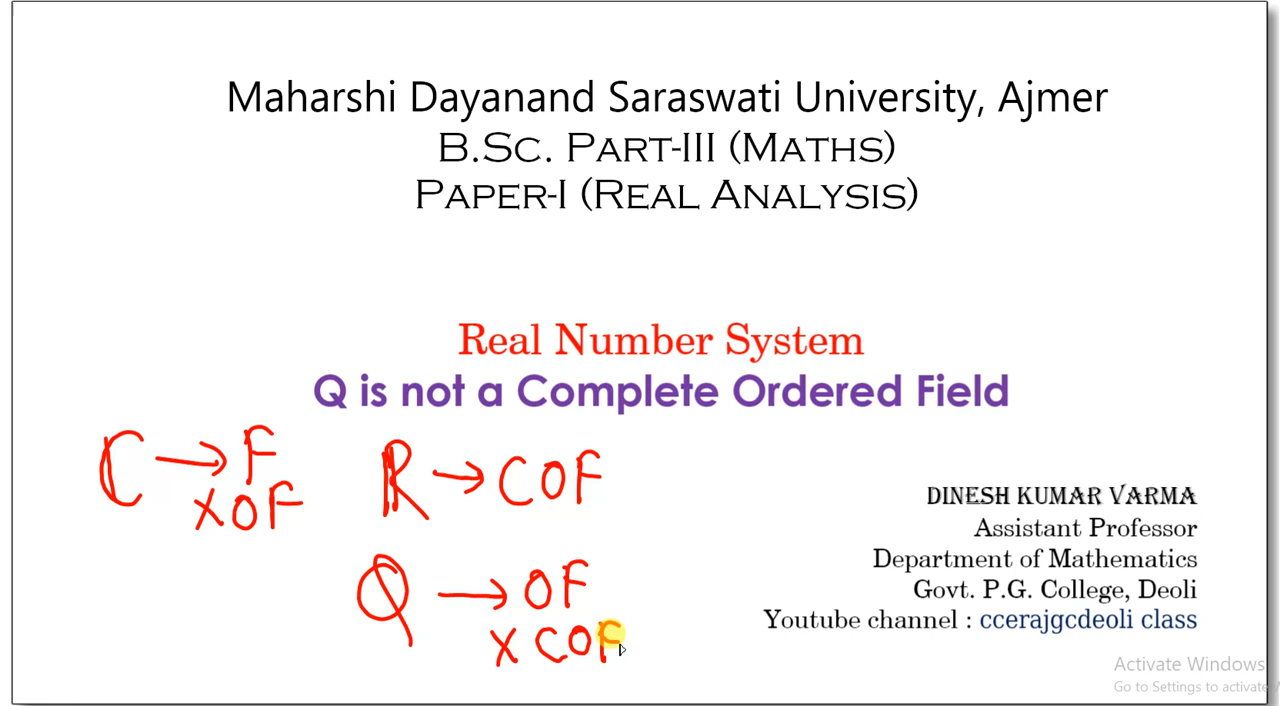 Maharshi Dayanand Saraswati University, Ajmer
B.Sc. Part-III (Maths)
Paper-I (Real Analysis)
Real Number System
Q is not a Complete Ordered Field
ℂ → F
× OF
ℝ → COF
Q → OF
× COF
DINESH KUMAR VARMA
Assistant Professor
Department of Mathematics
Govt. P.G. College, Deoli
Youtube channel : ccerajgcdeoli class
Activate Windows
Go to Settings to activate